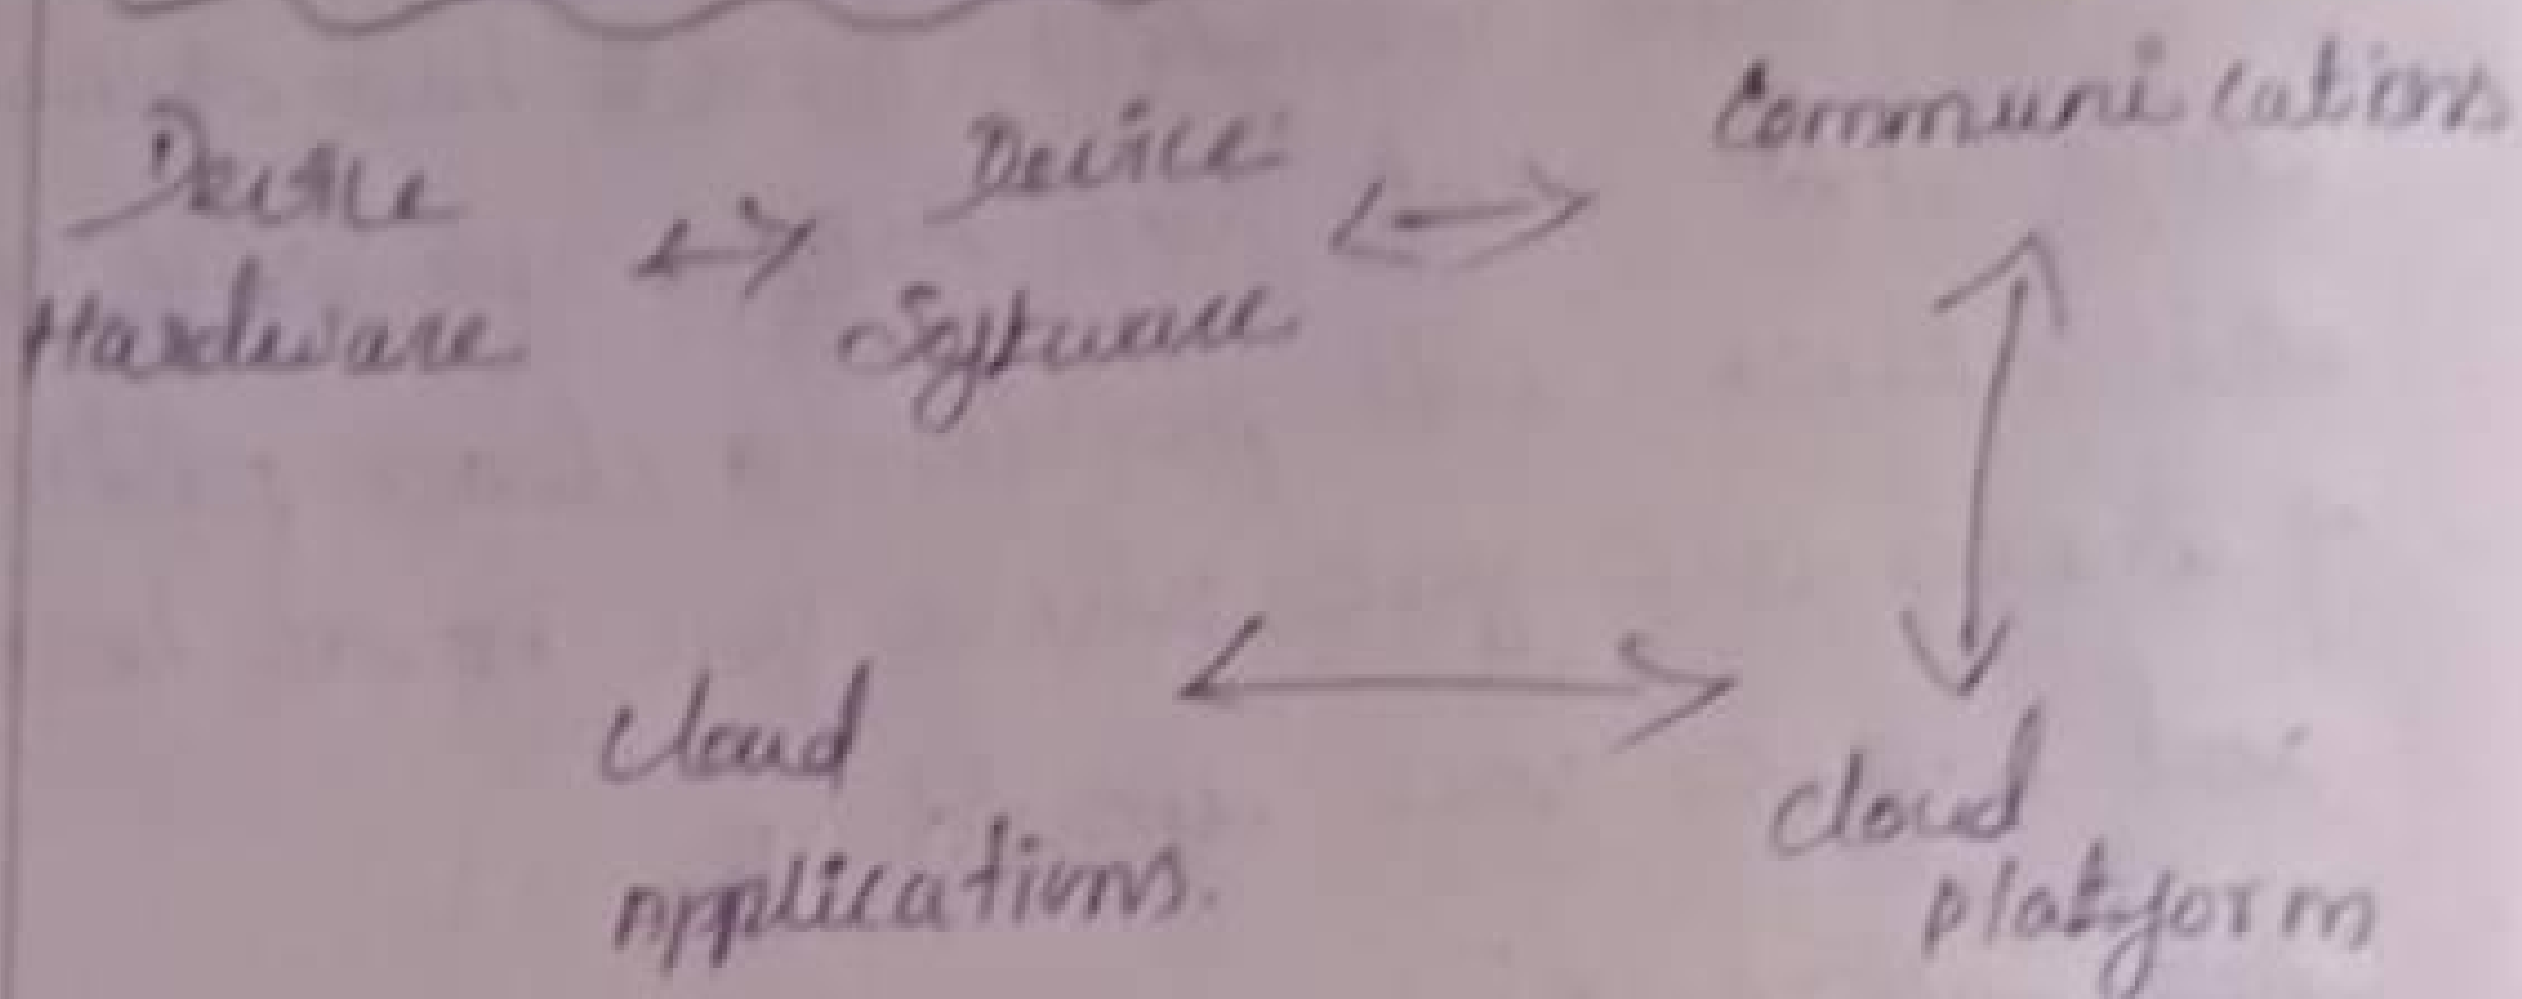 Communications
Device
Device
Hardware
Software
Cloud
Cloud
applications.
platform